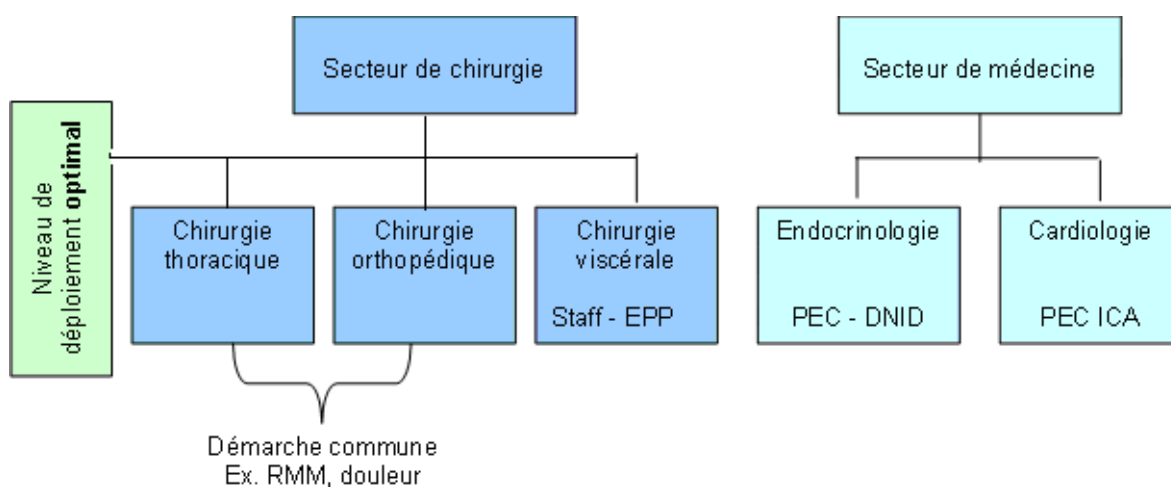 Secteur de chirurgie
Secteur de médecine
Niveau de
déploiement optimal
Chirurgie
thoracique
Chirurgie
orthopédique
Chirurgie
viscérale
Staff - EPP
Endocrinologie
PEC - DNID
Cardiologie
PEC ICA
Démarche commune
Ex. RMM, douleur